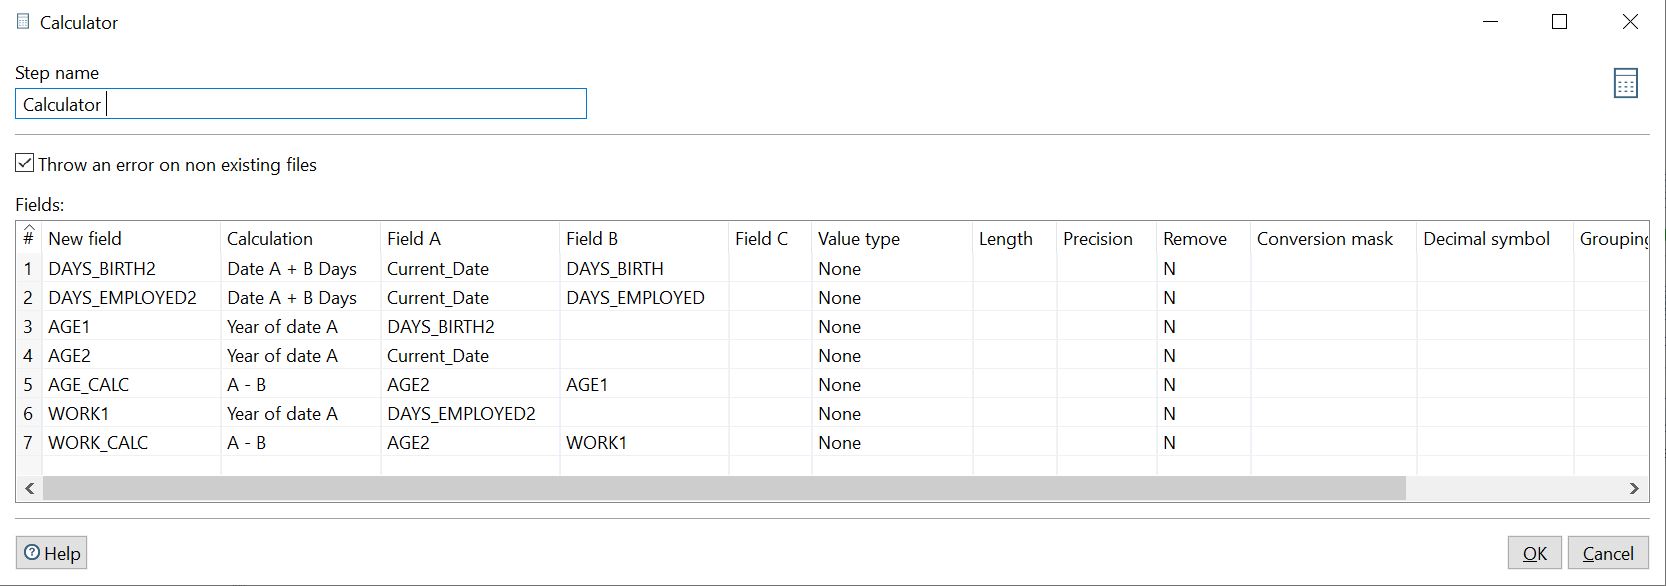 Calculator
Step name
Calculator
Throw an error on non existing files
Fields:
# New field Calculation Field A Field B Field C Value type Length Precision Remove Conversion mask Decimal symbol Grouping
1 DAYS_BIRTH2 Date A + B Days Current_Date DAYS_BIRTH None N
2 DAYS_EMPLOYED2 Date A + B Days Current_Date DAYS_EMPLOYED None N
3 AGE1 Year of date A DAYS_BIRTH2 None N
4 AGE2 Year of date A Current_Date None N
5 AGE_CALC A - B AGE2 AGE1 None N
6 WORK1 Year of date A DAYS_EMPLOYED2 None N
7 WORK_CALC A - B AGE2 WORK1 None N
Help OK Cancel